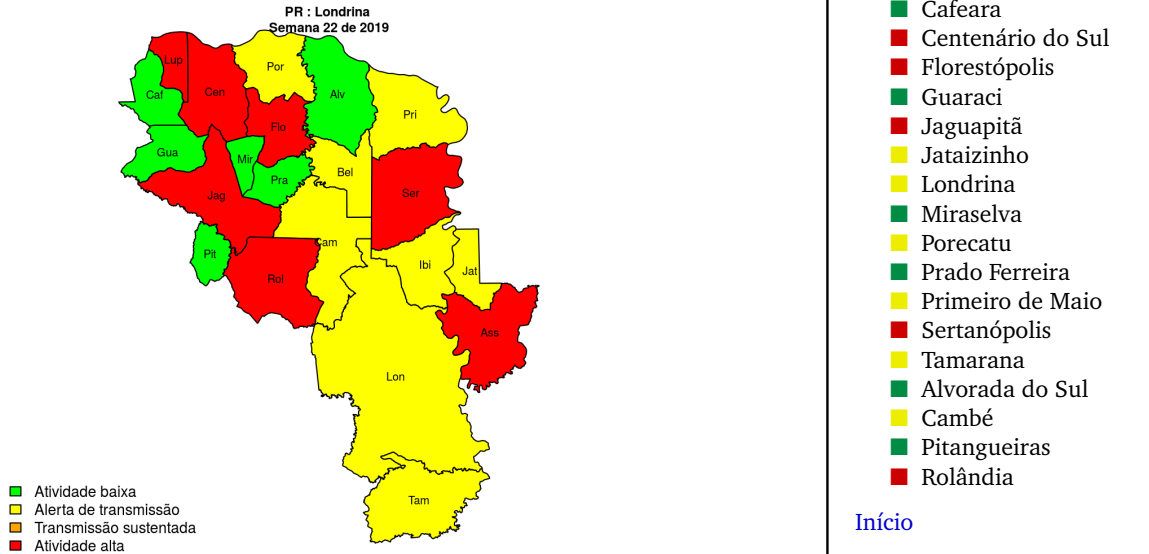 PR : Londrina
Semana 22 de 2019
Lup
Por
Caf
Cen
Alv
Pri
Flo
Gua
Mir
Bel
Pra
Jag
Ser
Cam
Pit
Ibi
Jat
Rol
Ass
Lon
Tam
Atividade baixa
Alerta de transmissão
Transmissão sustentada
Atividade alta
Cafeara
Centenário do Sul
Florestópolis
Guaraci
Jaguapitã
Jataizinho
Londrina
Miraselva
Porecatu
Prado Ferreira
Primeiro de Maio
Sertanópolis
Tamarana
Alvorada do Sul
Cambé
Pitangueiras
Rolândia
Início